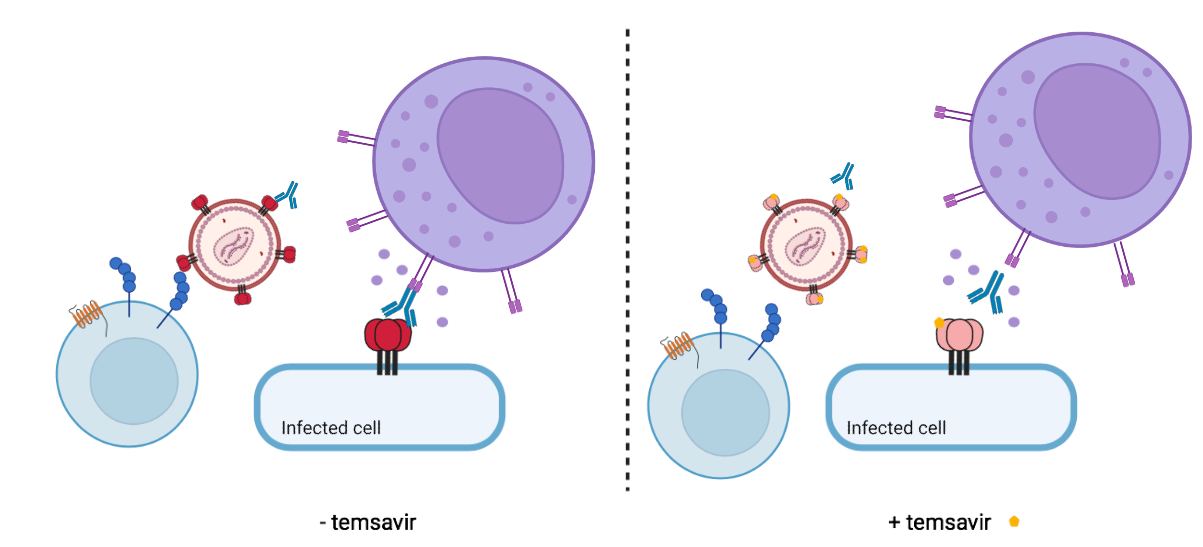 Infected cell
Infected cell
- temsavir
+ temsavir